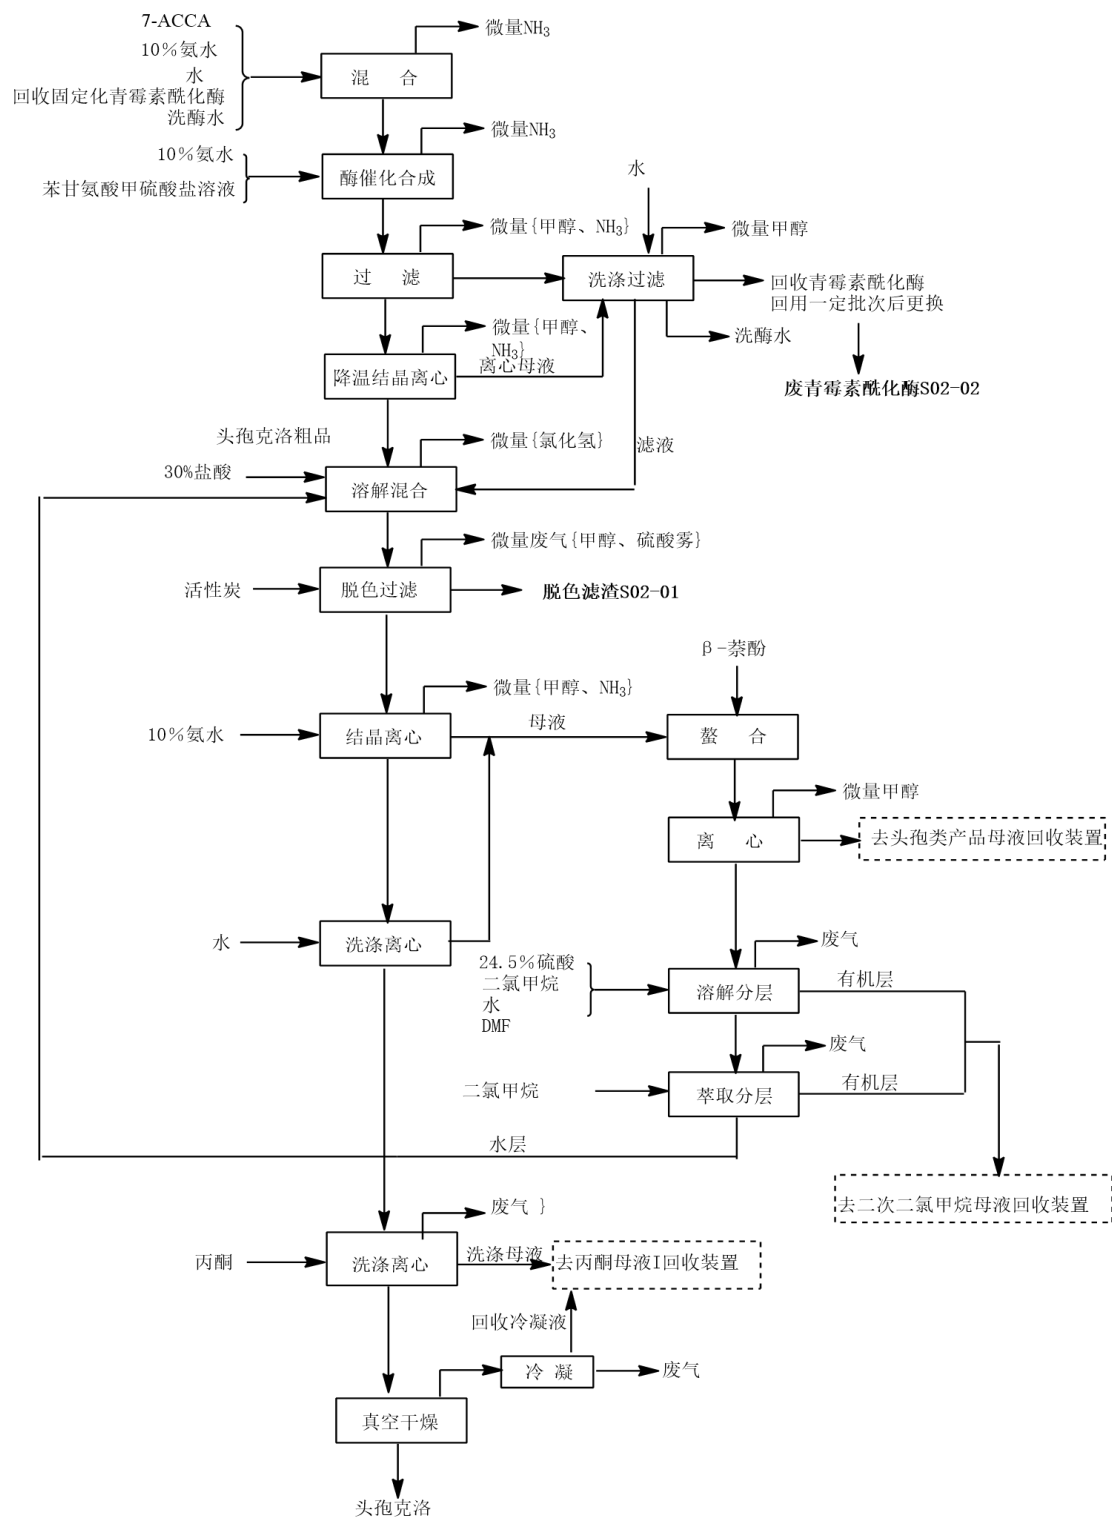 7-ACCA
微量NH₃
10%氨水
水
混 合
回收固定化青霉素酰化酶
洗酶水
微量NH₃
10%氨水
酶催化合成
苯甘氨酸甲硫酸盐溶液
水
微量{甲醇、NH₃}
微量甲醇
过 滤
洗涤过滤
回收青霉素酰化酶
回用一定批次后更换
微量{甲醇、
NH₃}
洗酶水
离心母液
降温结晶离心
废青霉素酰化酶S02-02
头孢克洛粗品
微量{氯化氢}
滤液
30%盐酸
溶解混合
微量废气{甲醇、硫酸雾}
活性炭
脱色过滤
脱色滤渣S02-01
β-萘酚
微量{甲醇、NH₃}
母液
10%氨水
结晶离心
螯 合
微量甲醇
离 心
去头孢类产品母液回收装置
水
洗涤离心
废气
24.5%硫酸
二氯甲烷
水
DMF
溶解分层
有机层
废气
二氯甲烷
萃取分层
有机层
水层
去二次二氯甲烷母液回收装置
废气 }
丙酮
洗涤离心
洗涤母液
去丙酮母液I回收装置
回收冷凝液
冷 凝
废气
真空干燥
头孢克洛